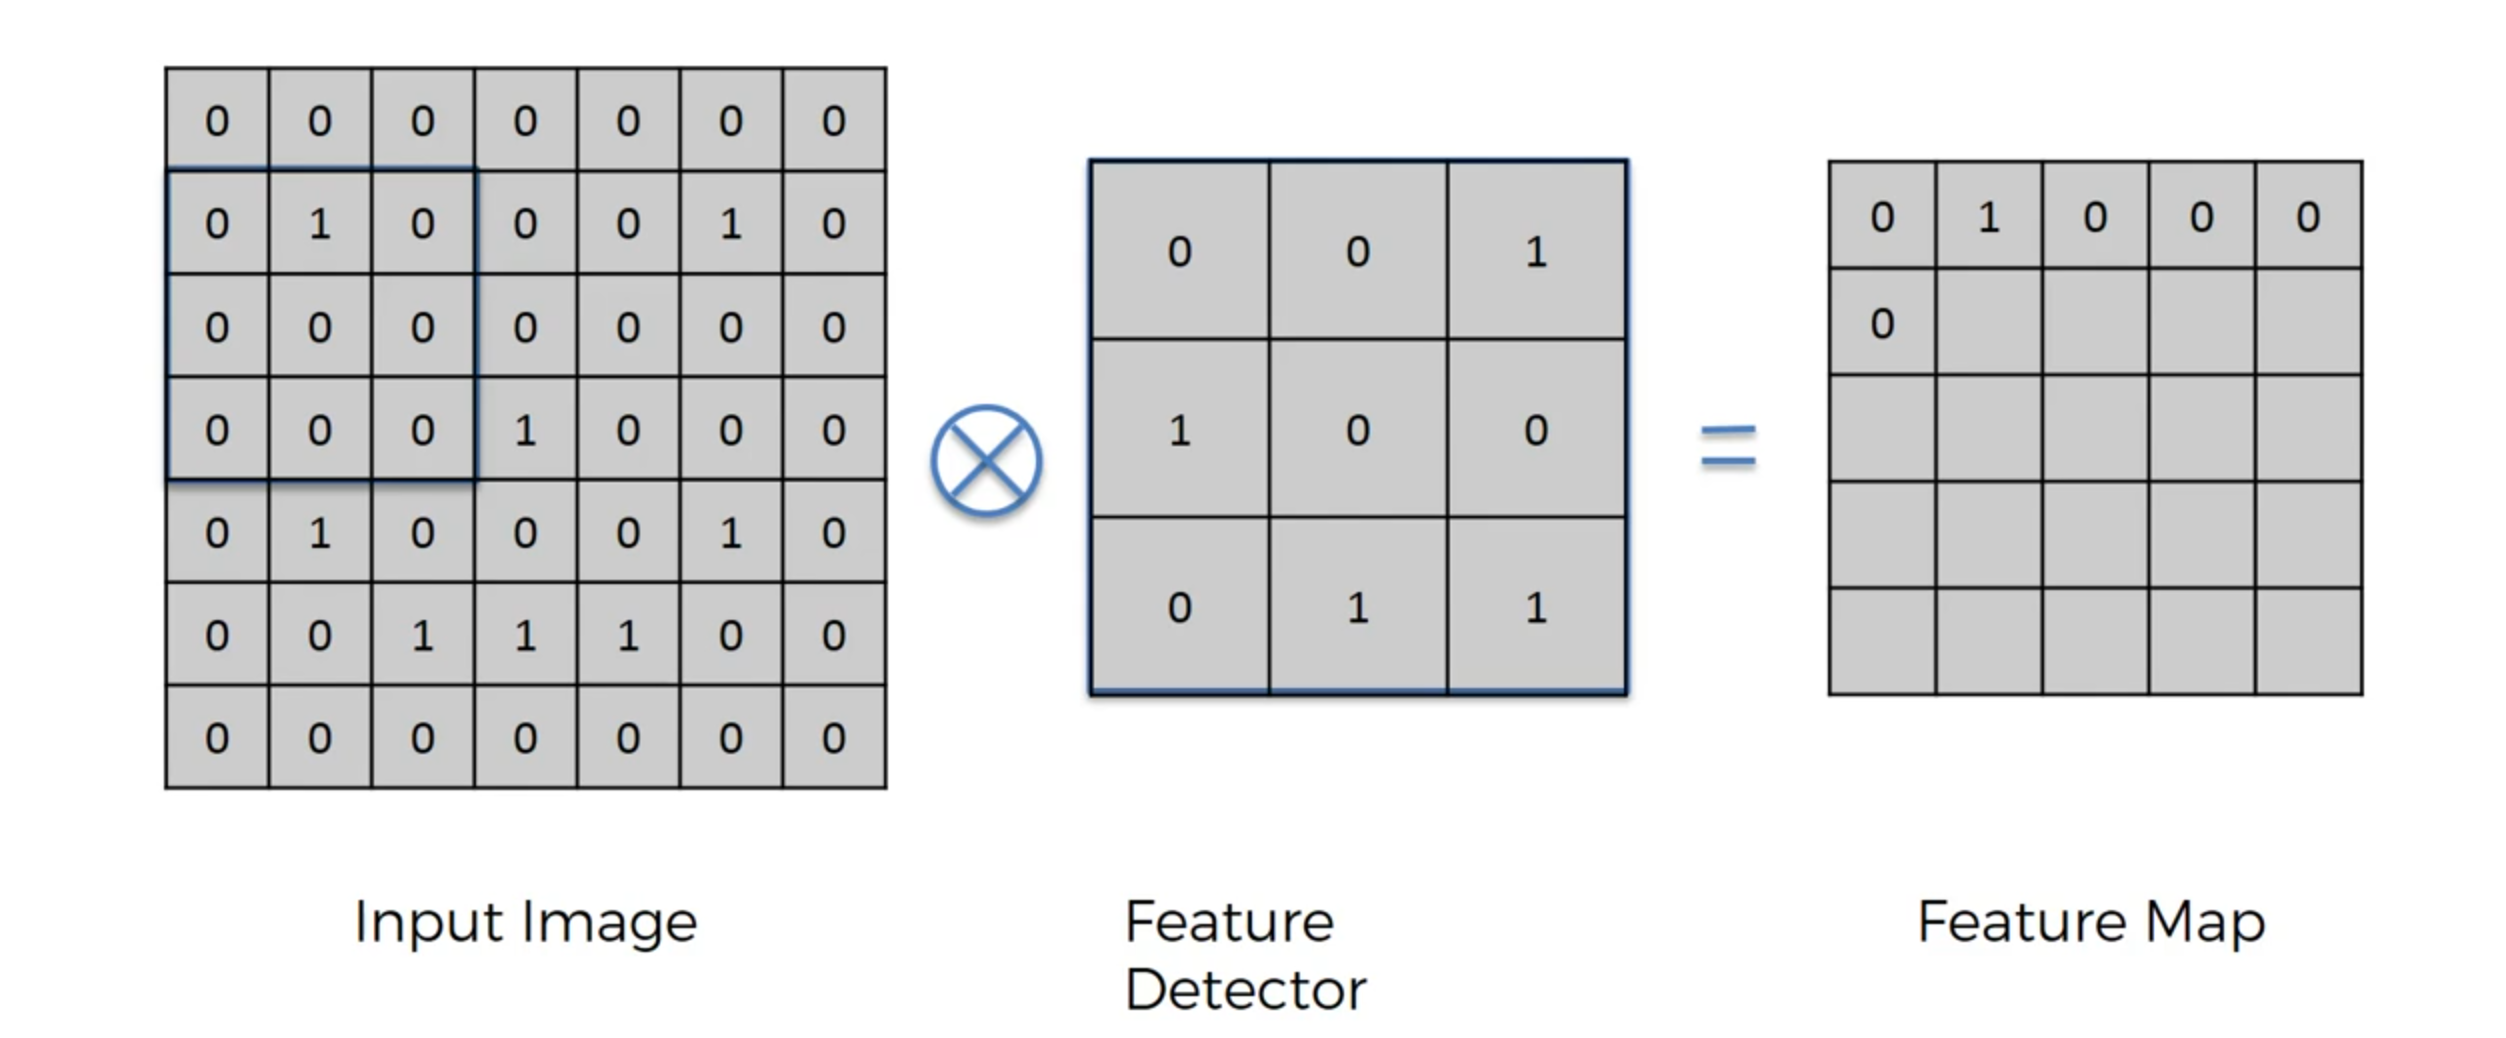 0 0 0 0 0 0 0
0 1 0 0 0 1 0
0 0 0 0 0 0 0
0 0 0 1 0 0 0
0 1 0 0 0 1 0
0 0 1 1 1 0 0
0 0 0 0 0 0 0
0 0 1
1 0 0
0 1 1
=
0 1 0 0 0
0
Input Image
Feature
Detector
Feature Map